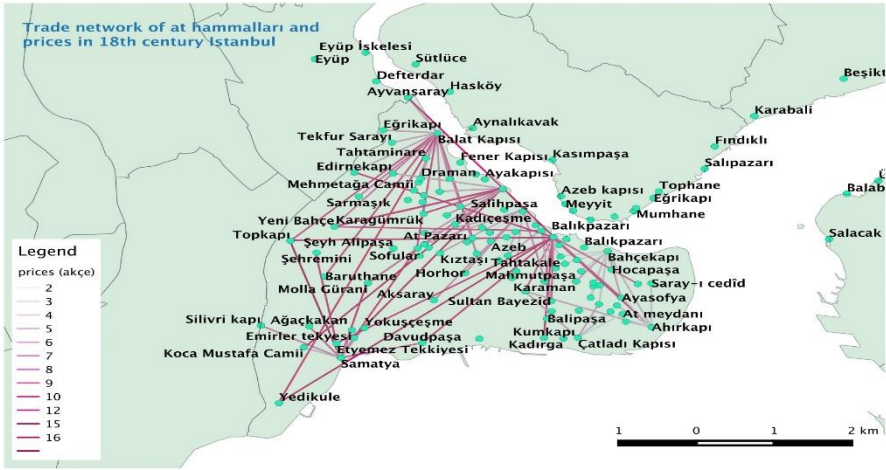 Trade network of at hammalları and
prices in 18th century Istanbul
Eyüp İskelesi
Eyüp
Sütlüce
Defterdar
Hasköy
Ayvansaray
Beşikt
Karabali
Eğrikapı
Aynalıkavak
Tekfur Sarayı
Balat Kapısı
Fındıklı
Tahtaminare
Fener Kapısı
Kasımpaşa
Edirnekapı
Salıpazarı
Draman
Ayakapısı
Mehmetağa Camii
Azeb kapısı
Tophane
Balab
Sarmaşık
Salihpaşa
Meyyit
Eğrikapı
Mumhane
Yeni Bahçe
Karagümrük
Kadıçeşme
Balıkpazarı
Topkapı
At Pazarı
Salacak
Şeyh Alipaşa
Azeb
Balıkpazarı
Şehremini
Sofular
Kıztaşı
Tahtakale
Bahçekapı
Baruthane
Horhor
Mahmutpaşa
Hocapaşa
Molla Gürani
Karaman
Saray-ı cedîd
Aksaray
Sultan Bayezid
Ayasofya
Silivri kapı
Ağaçkakan
Yokuşçeşme
Balipaşa
At meydanı
Emirler tekyesi
Davudpaşa
Kumkapı
Ahırkapı
Koca Mustafa Camii
Etyemez Tekkiyesi
Kadırga
Çatladı Kapısı
Samatya
Yedikule
Legend
prices (akçe)
2
3
4
5
6
7
8
9
10
12
15
16
1
0
1
2 km